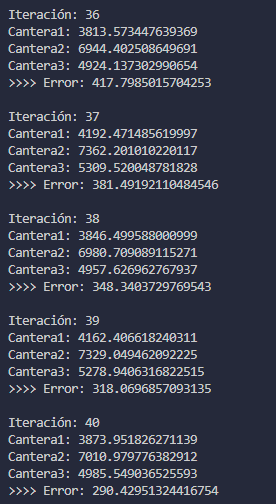 Iteración: 36
Cantera1: 3813.573447639369
Cantera2: 6944.402508649691
Cantera3: 4924.137302990654
>>>> Error: 417.7985015704253
Iteración: 37
Cantera1: 4192.471485619997
Cantera2: 7362.201010220117
Cantera3: 5309.520048781828
>>>> Error: 381.49192110484546
Iteración: 38
Cantera1: 3846.499588000999
Cantera2: 6980.709089115271
Cantera3: 4957.626962767937
>>>> Error: 348.3403729769543
Iteración: 39
Cantera1: 4162.406618240311
Cantera2: 7329.049462092225
Cantera3: 5278.9406316822515
>>>> Error: 318.0696857093135
Iteración: 40
Cantera1: 3873.951826271139
Cantera2: 7010.979776382912
Cantera3: 4985.549036525593
>>>> Error: 290.42951324416754